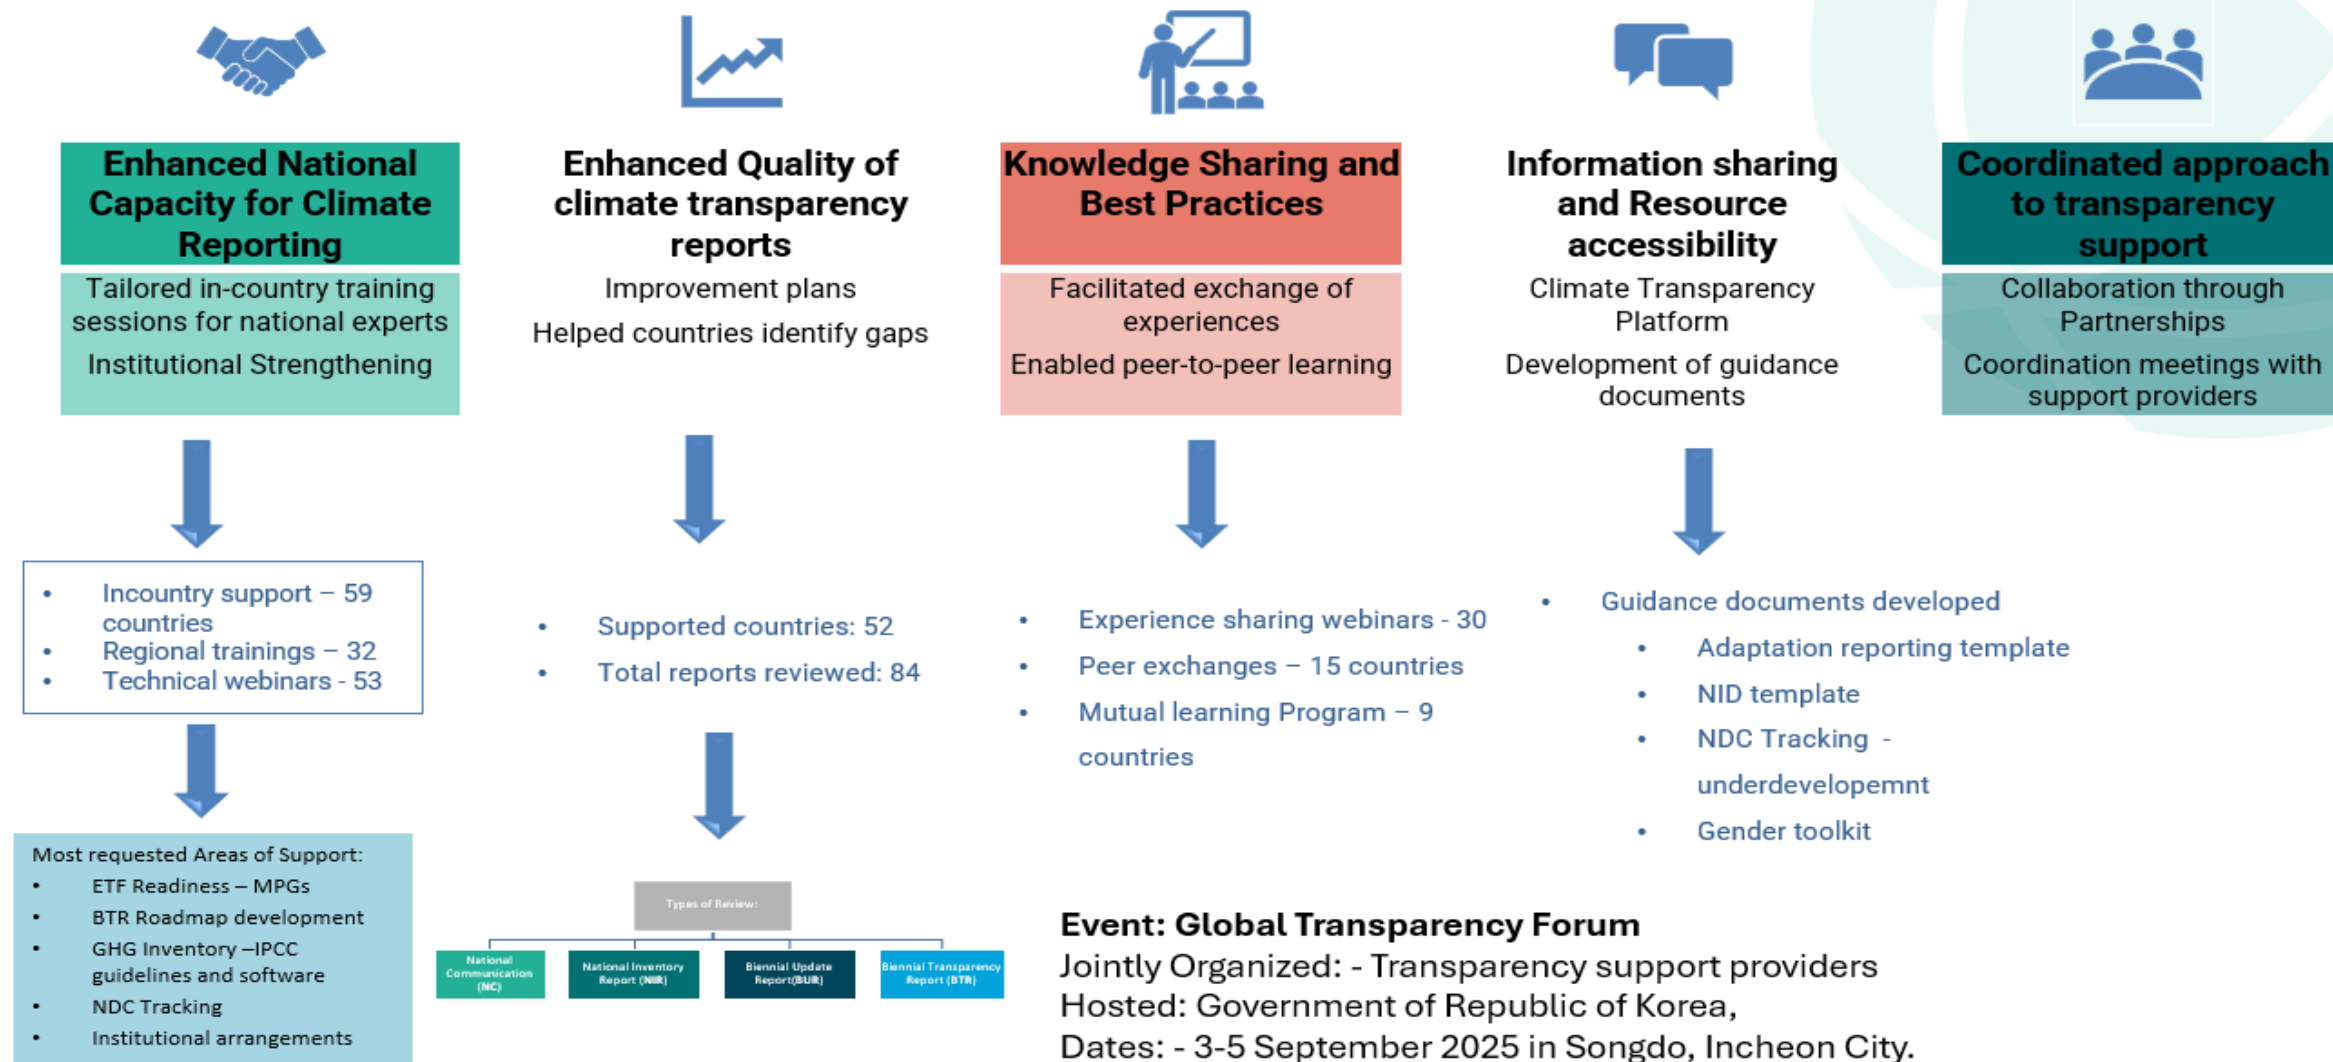 Enhanced National
Capacity for Climate
Reporting
Tailored in-country training
sessions for national experts
Institutional Strengthening
Enhanced Quality of
climate transparency
reports
Improvement plans
Helped countries identify gaps
Knowledge Sharing and
Best Practices
Facilitated exchange of
experiences
Enabled peer-to-peer learning
Information sharing
and Resource
accessibility
Climate Transparency
Platform
Development of guidance
documents
Coordinated approach
to transparency
support
Collaboration through
Partnerships
Coordination meetings with
support providers
• Incountry support – 59
countries
• Regional trainings – 32
• Technical webinars - 53
• Supported countries: 52
• Total reports reviewed: 84
• Experience sharing webinars - 30
• Peer exchanges – 15 countries
• Mutual learning Program – 9
countries
• Guidance documents developed
• Adaptation reporting template
• NID template
• NDC Tracking -
underdevelopemnt
• Gender toolkit
Most requested Areas of Support:
• ETF Readiness – MPGs
• BTR Roadmap development
• GHG Inventory –IPCC
guidelines and software
• NDC Tracking
• Institutional arrangements
Types of Review:
National
Communication
(NC)
National Inventory
Report (NIR)
Biennial Update
Report(BUR)
Biennial Transparency
Report (BTR)
Event: Global Transparency Forum
Jointly Organized: - Transparency support providers
Hosted: Government of Republic of Korea,
Dates: - 3-5 September 2025 in Songdo, Incheon City.